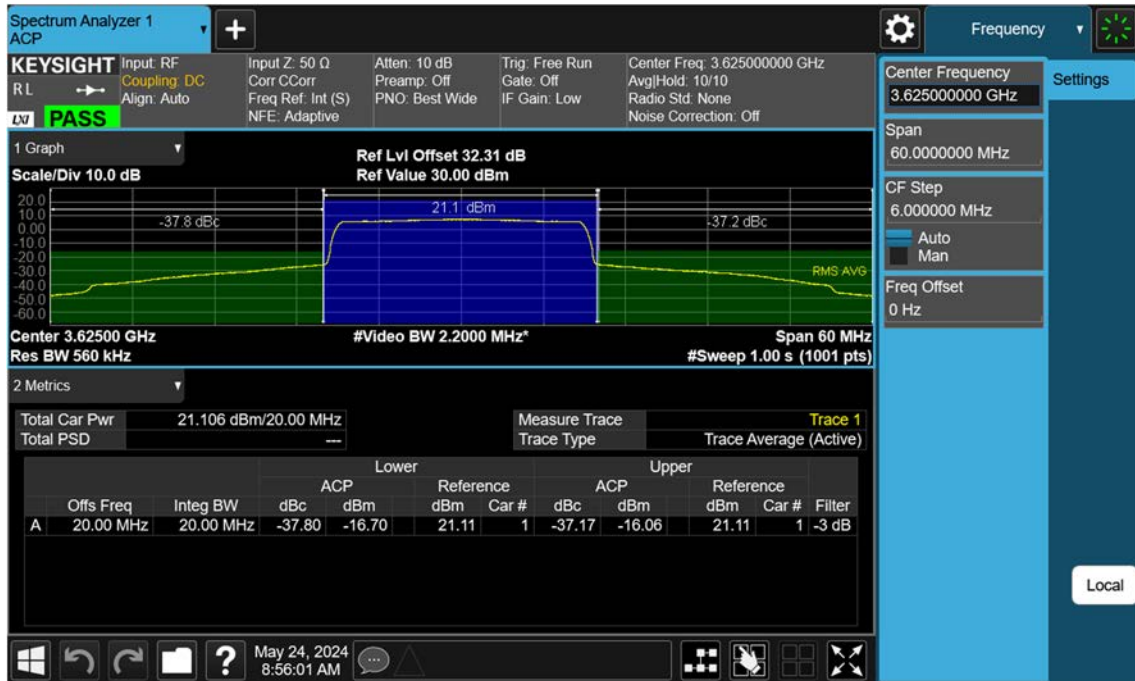 Spectrum Analyzer 1
ACP
+
Frequency
KEYSIGHT Input: RF Input Z: 50 Ω Atten: 10 dB Trig: Free Run Center Freq: 3.625000000 GHz
RL Coupling: DC Corr CCorr Preamp: Off Gate: Off Avg|Hold: 10/10
Align: Auto Freq Ref: Int (S) PNO: Best Wide IF Gain: Low Radio Std: None
LXI PASS NFE: Adaptive Noise Correction: Off
Center Frequency
3.625000000 GHz
Settings
Span
60.0000000 MHz
CF Step
6.000000 MHz
Auto
Man
Freq Offset
0 Hz
1 Graph
Ref Lvl Offset 32.31 dB
Scale/Div 10.0 dB Ref Value 30.00 dBm
20.0
10.0
0.00
-10.0
-20.0
-30.0
-40.0
-50.0
-60.0
-37.8 dBc 21.1 dBm -37.2 dBc
RMS AVG
Center 3.62500 GHz #Video BW 2.2000 MHz* Span 60 MHz
Res BW 560 kHz #Sweep 1.00 s (1001 pts)
2 Metrics
Total Car Pwr 21.106 dBm/20.00 MHz Measure Trace Trace 1
Total PSD --- Trace Type Trace Average (Active)
Lower Upper
ACP Reference ACP Reference
Offs Freq Integ BW dBc dBm dBm Car # dBc dBm dBm Car # Filter
A 20.00 MHz 20.00 MHz -37.80 -16.70 21.11 1 -37.17 -16.06 21.11 1 -3 dB
Local
? May 24, 2024
8:56:01 AM